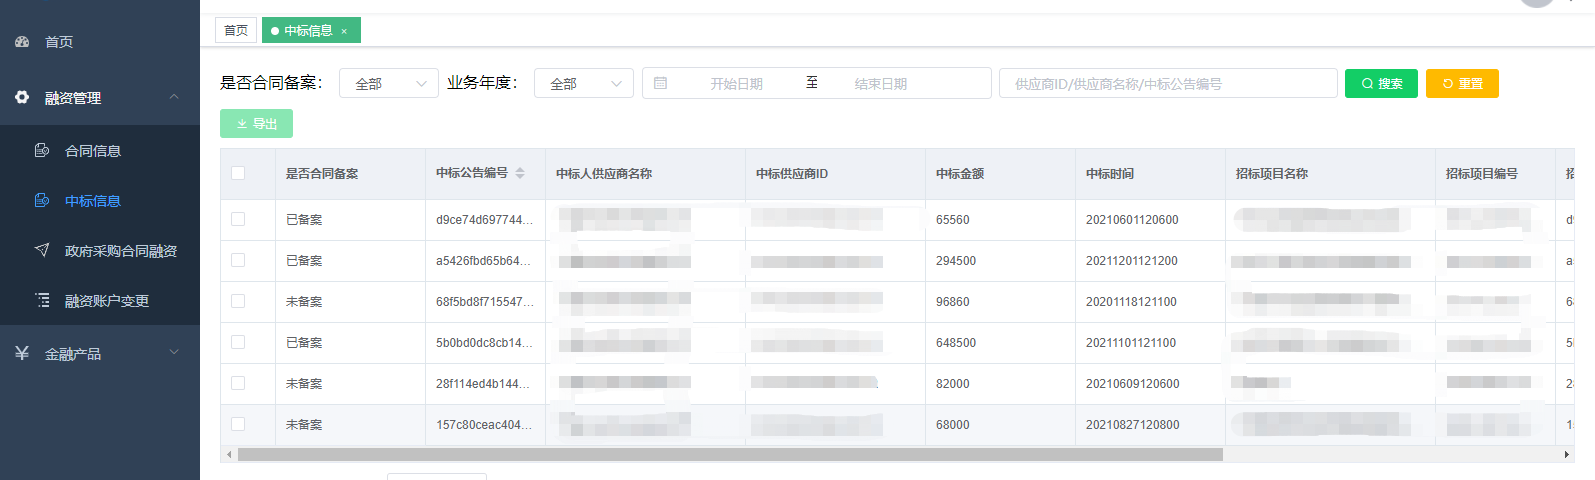 首页
融资管理
合同信息
中标信息
政府采购合同融资
融资账户变更
金融产品
首页 中标信息 ×
是否合同备案： 全部 业务年度： 全部 开始日期 至 结束日期 供应商ID/供应商名称/中标公告编号 搜索 重置
导出
是否合同备案 中标公告编号 中标人供应商名称 中标供应商ID 中标金额 中标时间 招标项目名称 招标项目编号
已备案 d9ce74d697744... 65560 20210601120600
已备案 a5426fbd65b64... 294500 20211201121200
未备案 68f5bd8f715547... 96860 20201118121100
已备案 5b0bd0dc8cb14... 648500 20211101121100
未备案 28f114ed4b144... 82000 20210609120600
未备案 157c80ceac404... 68000 20210827120800